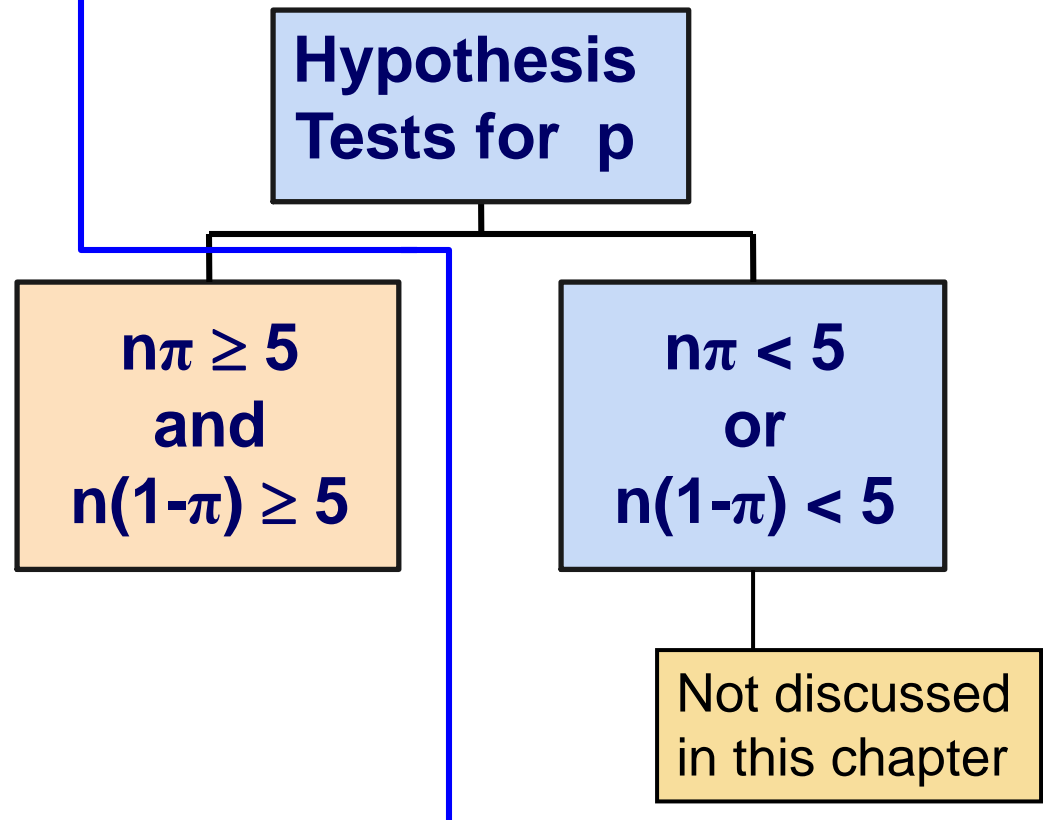 Hypothesis
Tests for p
nπ ≥ 5
and
n(1-π) ≥ 5
nπ < 5
or
n(1-π) < 5
Not discussed
in this chapter